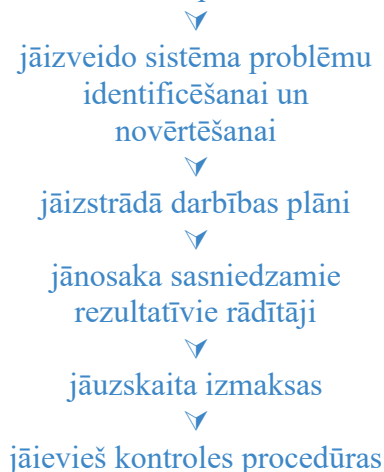 jāizveido sistēma problēmu
identificēšanai un
novērtēšanai
jāizstrādā darbības plāni
jānosaka sasniedzamie
rezultatīvie rādītāji
jāuzskaita izmaksas
jāievieš kontroles procedūras